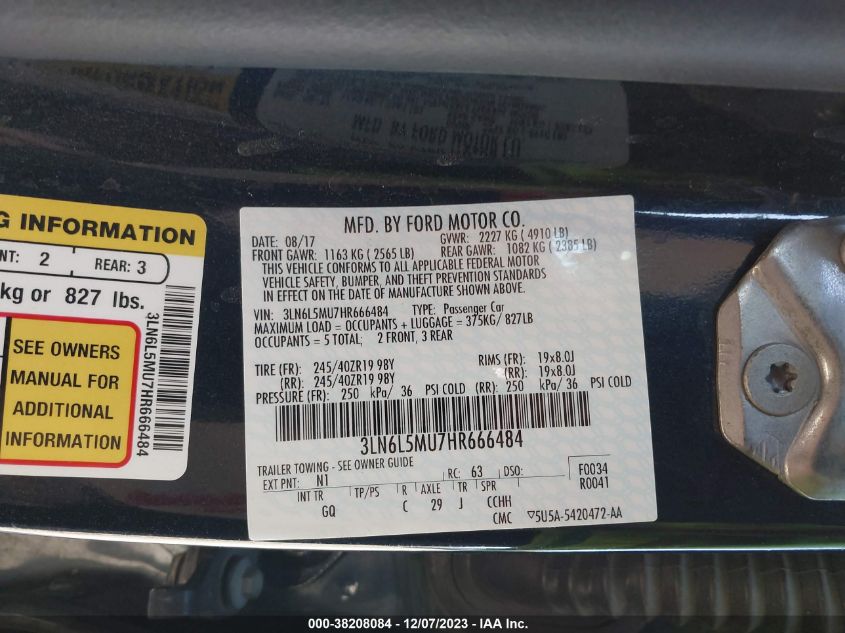 MFD. BY FORD MOTOR CO.
DATE: 08/17 GVWR: 2227 KG ( 4910 LB)
FRONT GAWR: 1163 KG ( 2565 LB) REAR GAWR: 1082 KG ( 2385 LB)
THIS VEHICLE CONFORMS TO ALL APPLICABLE FEDERAL MOTOR
VEHICLE SAFETY, BUMPER, AND THEFT PREVENTION STANDARDS
IN EFFECT ON THE DATE OF MANUFACTURE SHOWN ABOVE.
VIN: 3LN6L5MU7HR666484 TYPE: Passenger Car
MAXIMUM LOAD = OCCUPANTS + LUGGAGE = 375KG/ 827LB
OCCUPANTS = 5 TOTAL; 2 FRONT, 3 REAR
TIRE (FR): 245/40ZR19 98Y RIMS (FR): 19x8.0J
(RR): 245/40ZR19 98Y (RR): 19x8.0J
PRESSURE (FR): 250 kPa/ 36 PSI COLD (RR): 250 kPa/ 36 PSI COLD
3LN6L5MU7HR666484
TRAILER TOWING - SEE OWNER GUIDE
EXT PNT: N1 RC: 63 DSO: F0034
R0041
INT TR TP/PS R AXLE TR SPR
GQ C 29 J CCHH
CMC ▽5U5A-5420472-AA
G INFORMATION
NT: 2 REAR: 3
kg or 827 lbs.
SEE OWNERS
MANUAL FOR
ADDITIONAL
INFORMATION
3LN6L5MU7HR666484
000-38208084 - 12/07/2023 - IAA Inc.